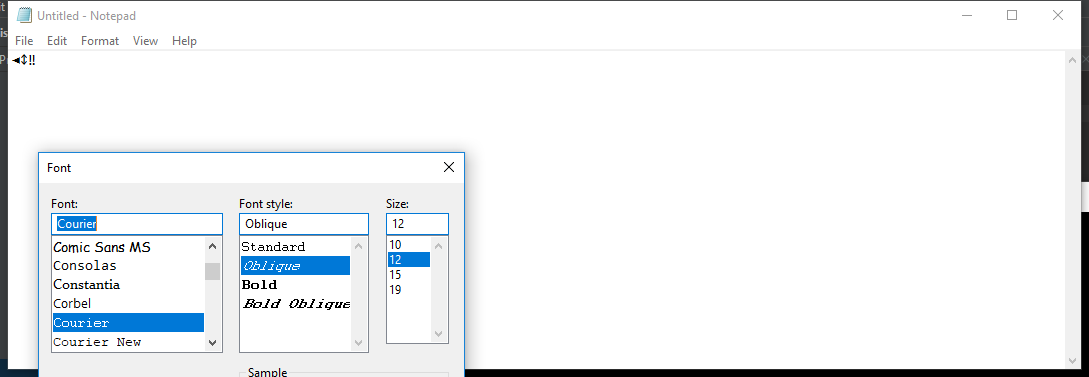 Untitled - Notepad
File Edit Format View Help
◄↕‼
Font
Font: Font style: Size:
Courier Oblique 12
Comic Sans MS
Consolas
Constantia
Corbel
Courier
Courier New
Standard
Oblique
Bold
Bold Oblique
10
12
15
19
Sample